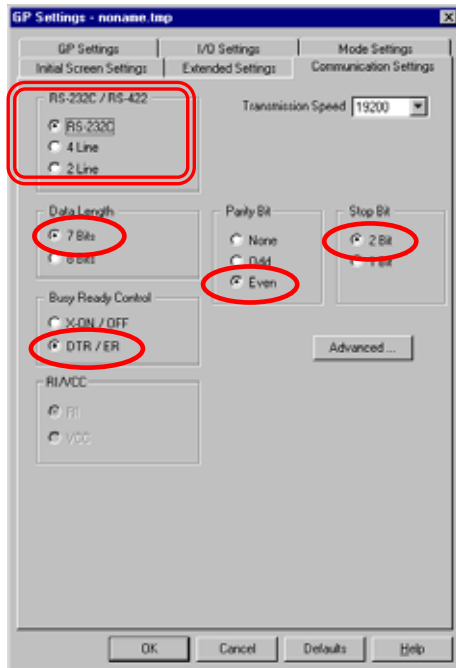 GP Settings - noname.tmp
GP Settings I/O Settings Mode Settings
Initial Screen Settings Extended Settings Communication Settings
RS-232C / RS-422
RS-232C
4 Line
2 Line
Transmission Speed 19200
Data Length
7 Bits
8 Bits
Parity Bit
None
Odd
Even
Stop Bit
2 Bit
1 Bit
Busy Ready Control
X-ON / OFF
DTR / ER
Advanced ...
RI/VCC
RI
VCC
OK Cancel Defaults Help